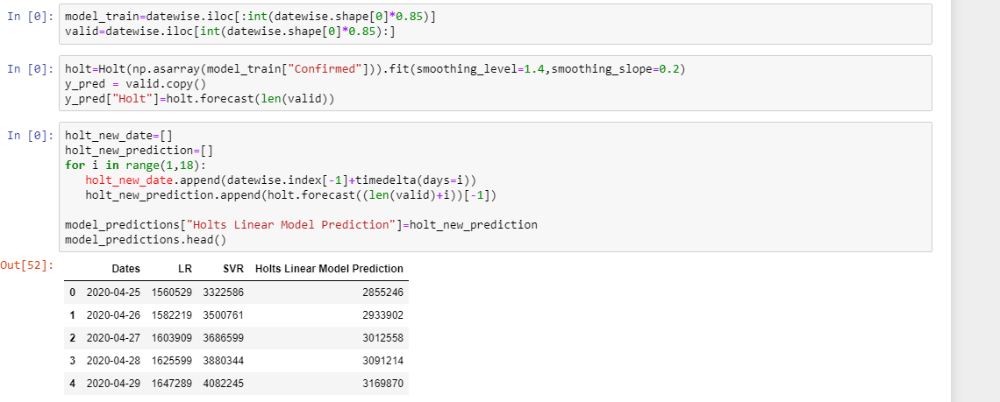 In [0]: model_train=datewise.iloc[:int(datewise.shape[0]*0.85)]
valid=datewise.iloc[int(datewise.shape[0]*0.85):]
In [0]: holt=Holt(np.asarray(model_train["Confirmed"])).fit(smoothing_level=1.4,smoothing_slope=0.2)
y_pred = valid.copy()
y_pred["Holt"]=holt.forecast(len(valid))
In [0]: holt_new_date=[]
holt_new_prediction=[]
for i in range(1,18):
holt_new_date.append(datewise.index[-1]+timedelta(days=i))
holt_new_prediction.append(holt.forecast((len(valid)+i))[-1])
model_predictions["Holts Linear Model Prediction"]=holt_new_prediction
model_predictions.head()
Out[52]:
Dates LR SVR Holts Linear Model Prediction
0 2020-04-25 1560529 3322586 2855246
1 2020-04-26 1582219 3500761 2933902
2 2020-04-27 1603909 3686599 3012558
3 2020-04-28 1625599 3880344 3091214
4 2020-04-29 1647289 4082245 3169870